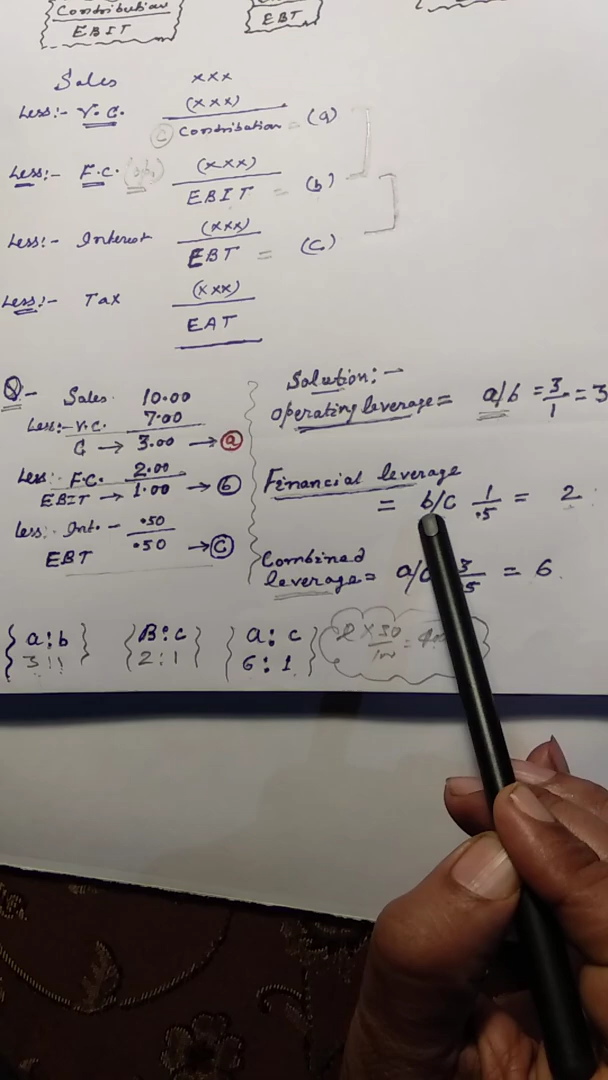 Contribution
EBIT
EBT
Sales xxx
Less:- V.C. (xxx)
Contribution = (a)
Less:- F.C. (xxx)
EBIT = (b)
Less:- Interest (xxx)
EBT = (C)
Less:- Tax (xxx)
EAT
Q- Sales. 10.00
Less:- V.C. 7.00
C → 3.00 → a
Less:- F.C. 2.00
EBIT → 1.00 → b
Less:- Int. - .50
EBT .50 → C
Solution:-
Operating leverage = a/b = 3/1 = 3
Financial leverage
= b/c 1/.5 = 2
Combined
leverage = a/ 3/.5 = 6
{a:b} {B:c} {a:c}
3:1 2:1 6:1